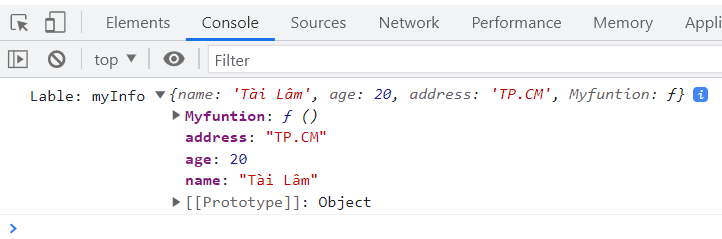 Elements Console Sources Network Performance Memory Appli
top ▼ Filter
Lable: myInfo ▼{name: 'Tài Lâm', age: 20, address: 'TP.CM', Myfuntion: ƒ} i
▶ Myfuntion: ƒ ()
address: "TP.CM"
age: 20
name: "Tài Lâm"
▶ [[Prototype]]: Object
>